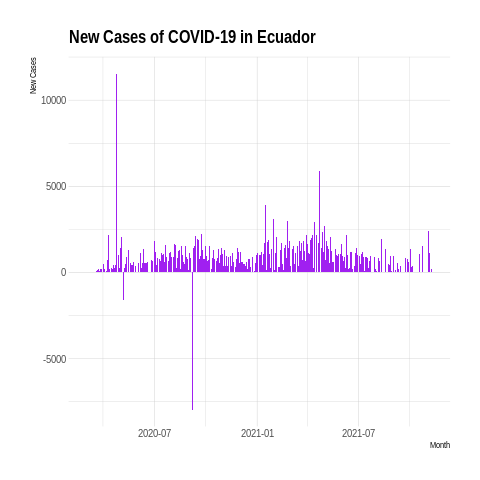 New Cases of COVID-19 in Ecuador
New Cases
10000
5000
0
-5000
2020-07
2021-01
2021-07
Month